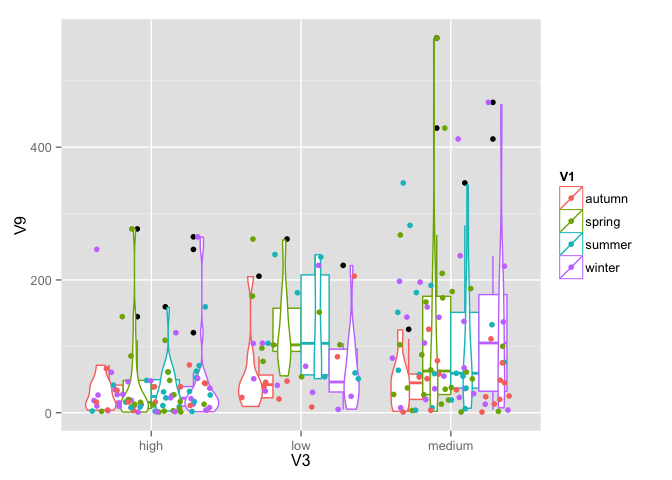 V9
400
200
0
high
low
medium
V3
V1
autumn
spring
summer
winter